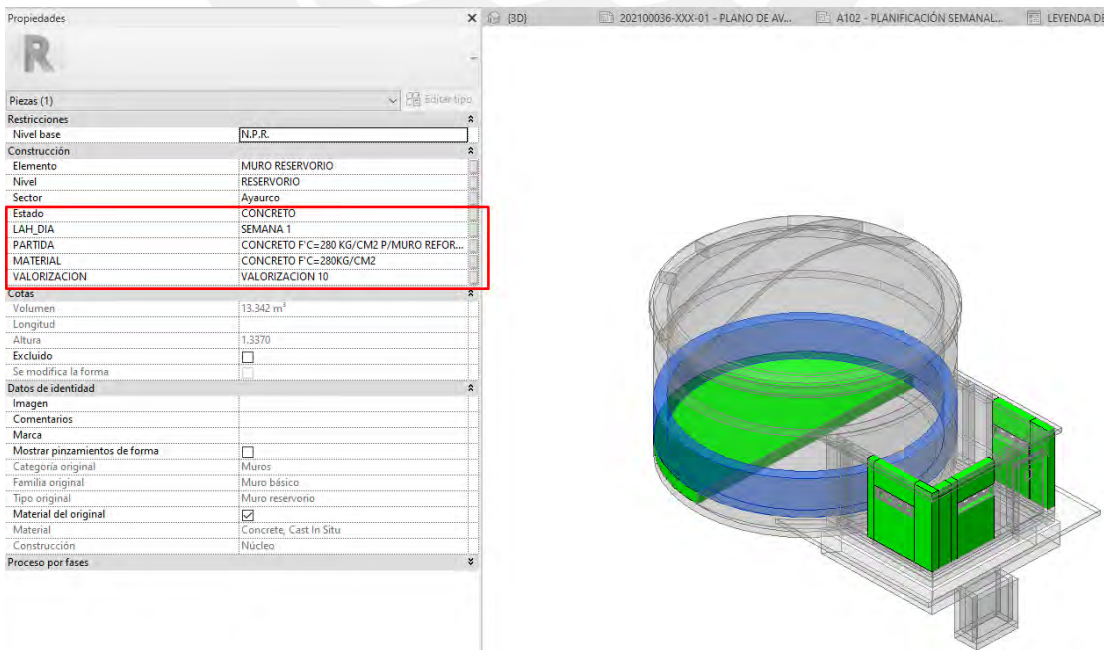 Propiedades
{3D}
202100036-XXX-01 - PLANO DE AV...
A102 - PLANIFICACIÓN SEMANAL...
LEYENDA DE
R
Piezas (1)
Editar tipo
Restricciones
Nivel base N.P.R.
Construcción
Elemento MURO RESERVORIO
Nivel RESERVORIO
Sector Ayaurco
Estado CONCRETO
LAH_DIA SEMANA 1
PARTIDA CONCRETO F'C=280 KG/CM2 P/MURO REFOR...
MATERIAL CONCRETO F'C=280KG/CM2
VALORIZACION VALORIZACION 10
Cotas
Volumen 13.342 m³
Longitud
Altura 1.3370
Excluido
Se modifica la forma
Datos de identidad
Imagen
Comentarios
Marca
Mostrar pinzamientos de forma
Categoría original Muros
Familia original Muro básico
Tipo original Muro reservorio
Material del original
Material Concrete, Cast In Situ
Construcción Núcleo
Proceso por fases